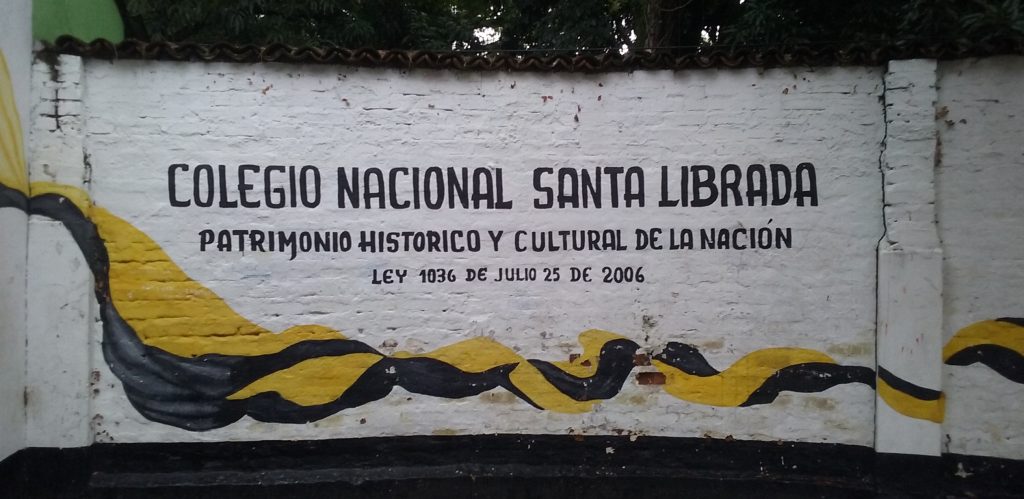 COLEGIO NACIONAL SANTA LIBRADA
PATRIMONIO HISTORICO Y CULTURAL DE LA NACIÓN
LEY 1036 DE JULIO 25 DE 2006